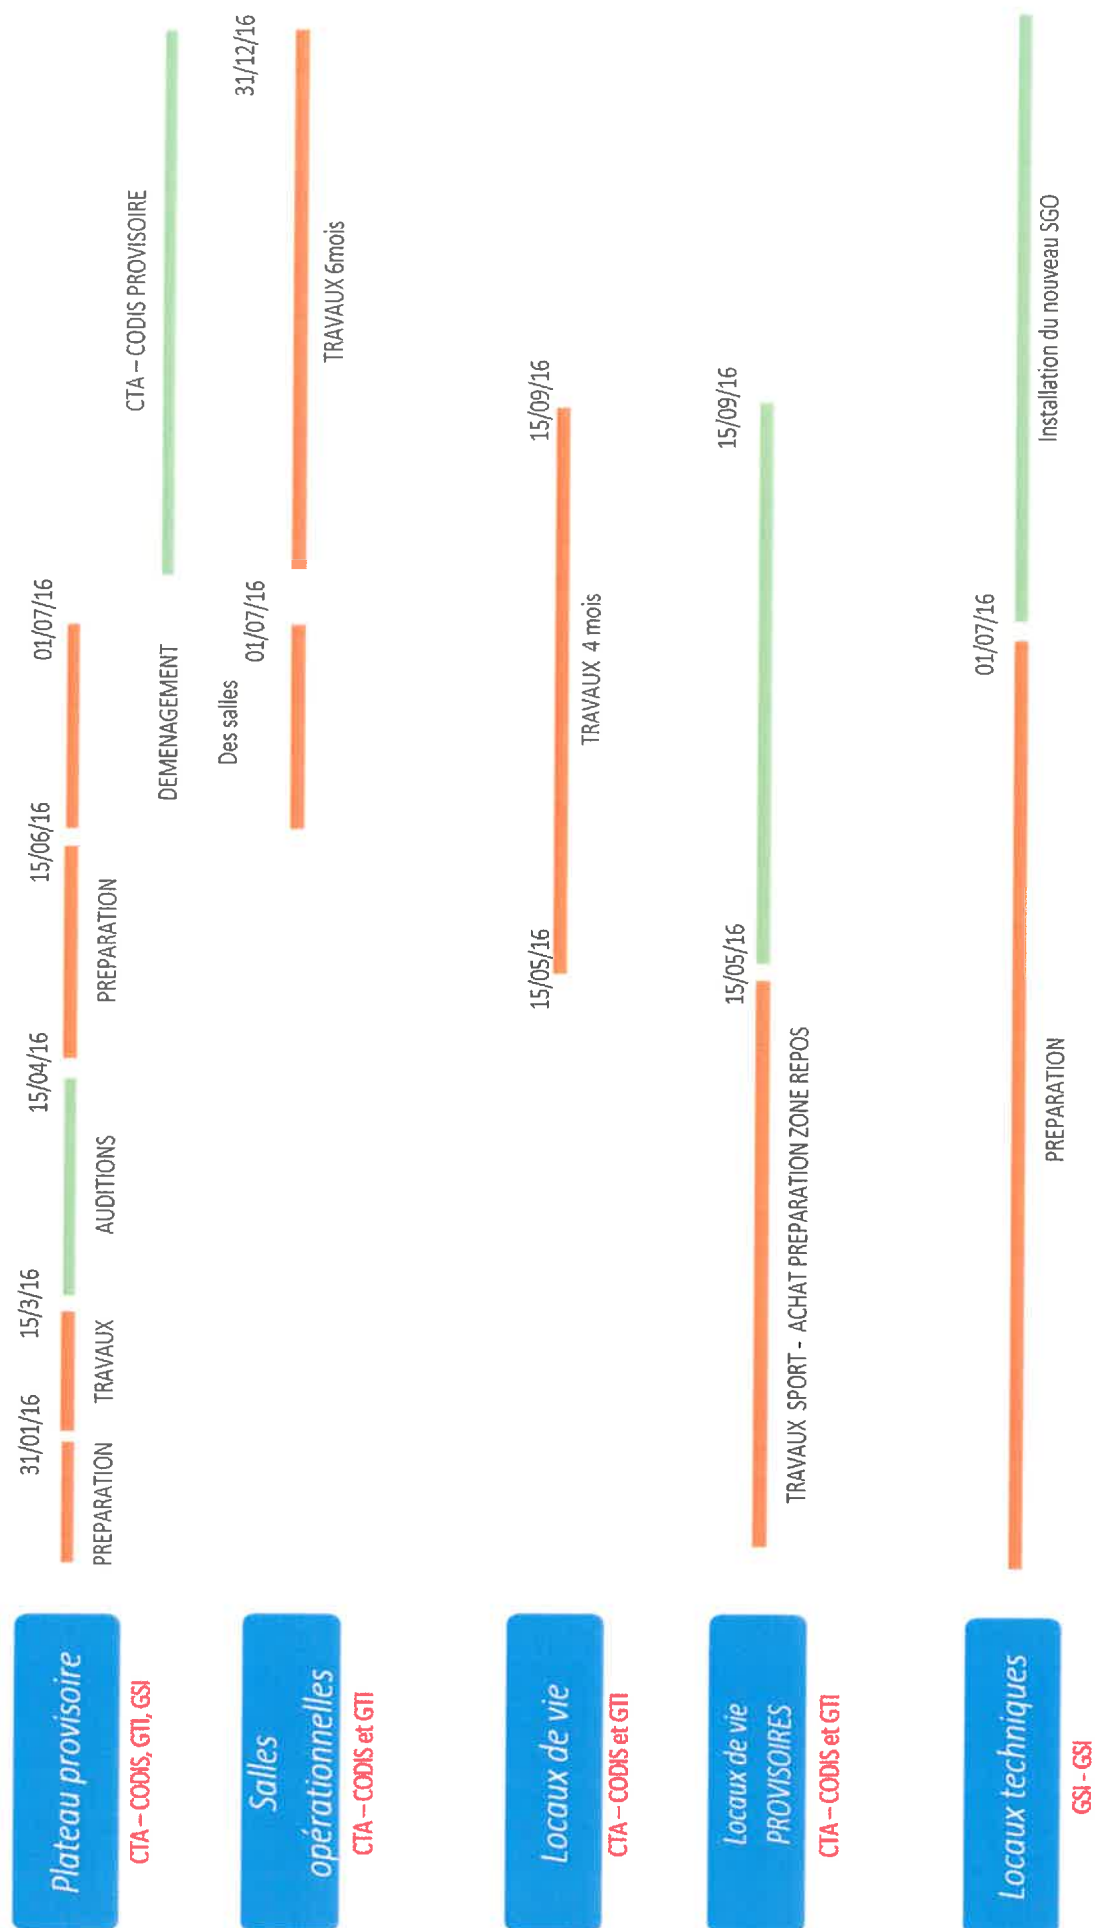 Plateau provisoire
CTA – CODIS, GTI, GSI
31/01/16
15/3/16
15/04/16
15/06/16
01/07/16
PREPARATION
TRAVAUX
AUDITIONS
PREPARATION
DEMENAGEMENT
CTA – CODIS PROVISOIRE
Salles
opérationnelles
CTA – CODIS et GTI
Des salles
01/07/16
31/12/16
TRAVAUX 6mois
Locaux de vie
CTA – CODIS et GTI
15/05/16
15/09/16
TRAVAUX 4 mois
Locaux de vie
PROVISOIRES
CTA – CODIS et GTI
15/05/16
15/09/16
TRAVAUX SPORT - ACHAT PREPARATION ZONE REPOS
Locaux techniques
GSI - GSI
01/07/16
PREPARATION
Installation du nouveau SGO